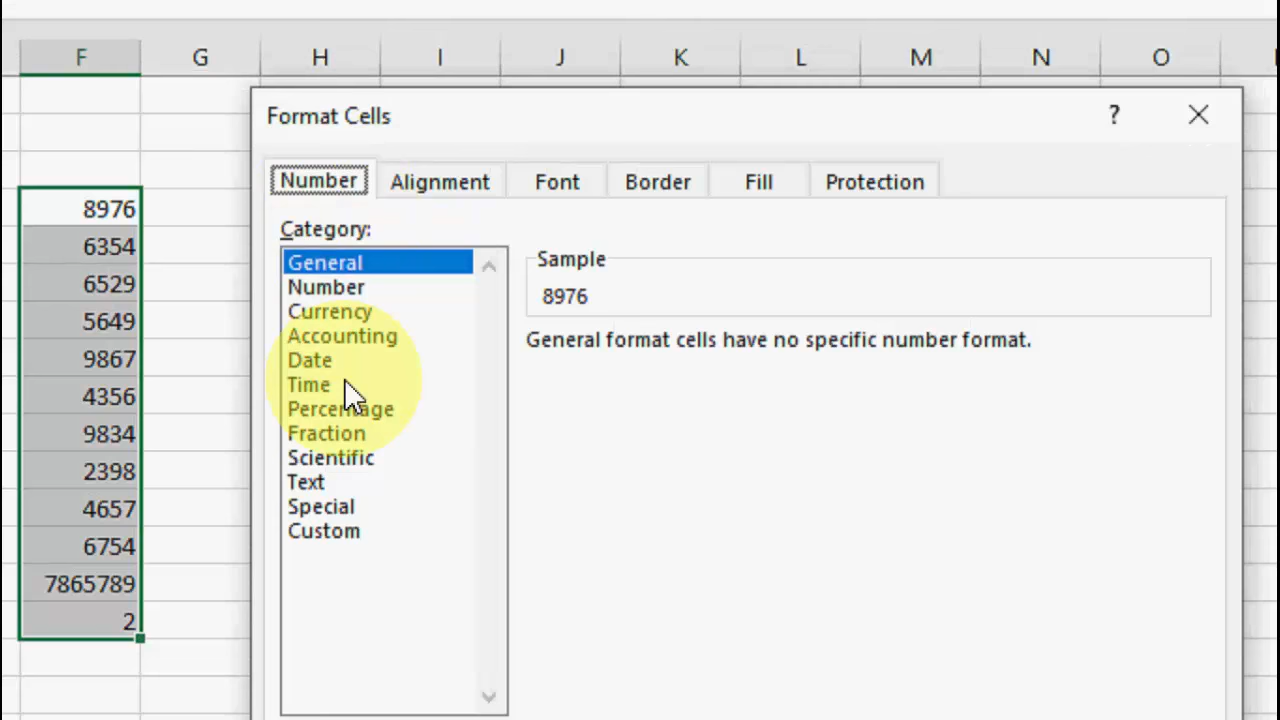 F G H I J K L M N O
Format Cells ?
Number Alignment Font Border Fill Protection
8976
Category:
6354
General
Sample
6529
Number
8976
5649
Currency
Accounting
General format cells have no specific number format.
9867
Date
Time
4356
Percentage
9834
Fraction
2398
Scientific
Text
4657
Special
6754
Custom
7865789
2